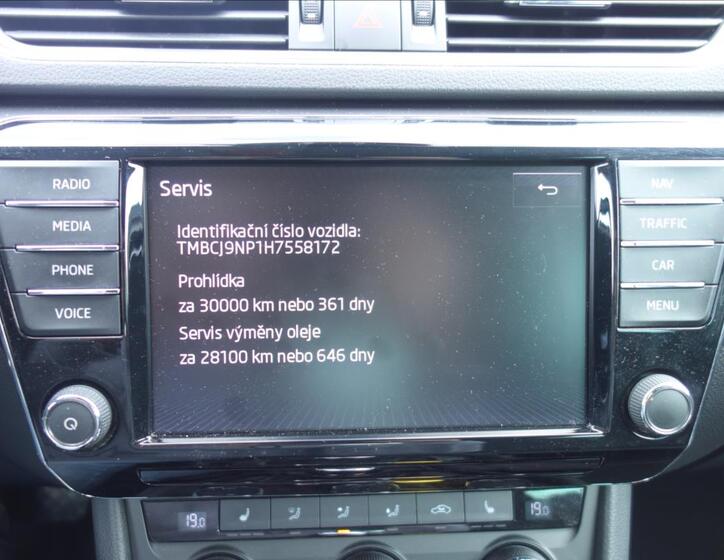 RADIO
MEDIA
PHONE
VOICE
Servis
Identifikační číslo vozidla:
TMBCJ9NP1H7558172
Prohlídka
za 30000 km nebo 361 dny
Servis výměny oleje
za 28100 km nebo 646 dny
NAV
TRAFFIC
CAR
MENU
19.0
19.0